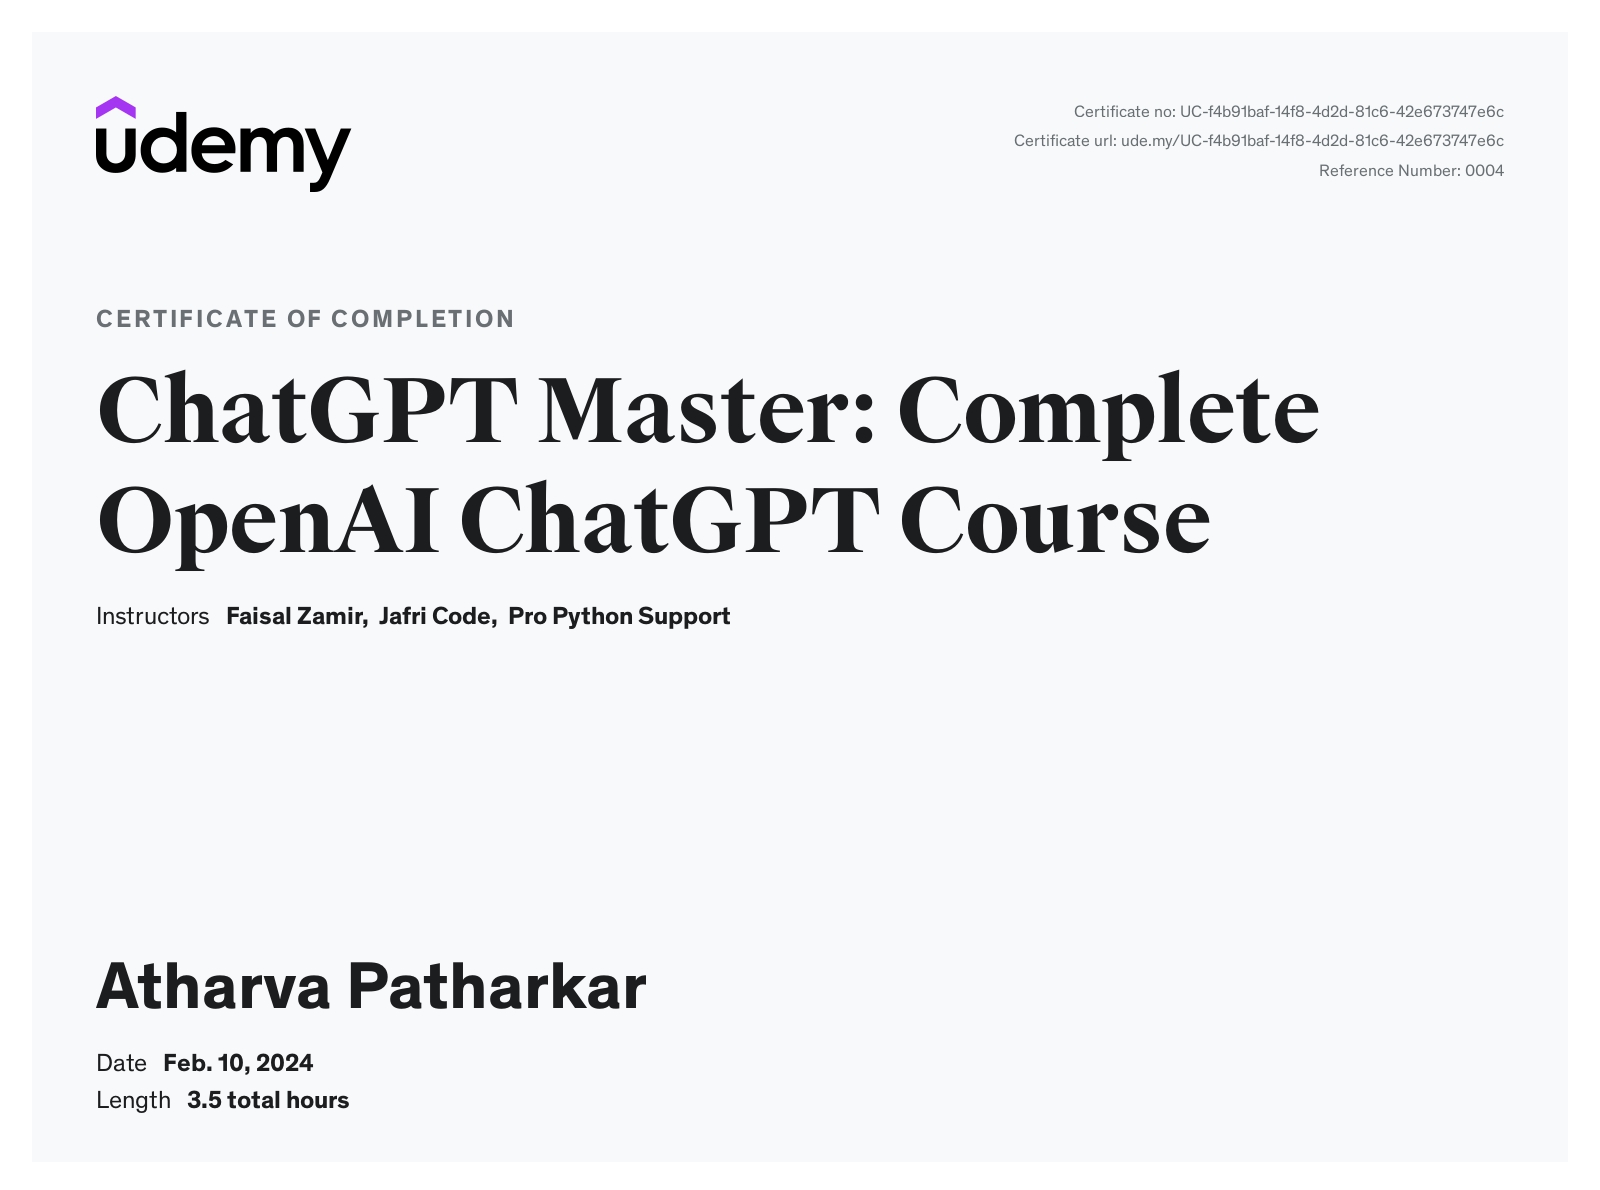 udemy
Certificate no: UC-f4b91baf-14f8-4d2d-81c6-42e673747e6c
Certificate url: ude.my/UC-f4b91baf-14f8-4d2d-81c6-42e673747e6c
Reference Number: 0004
CERTIFICATE OF COMPLETION
ChatGPT Master: Complete
OpenAI ChatGPT Course
Instructors Faisal Zamir, Jafri Code, Pro Python Support
Atharva Patharkar
Date Feb. 10, 2024
Length 3.5 total hours